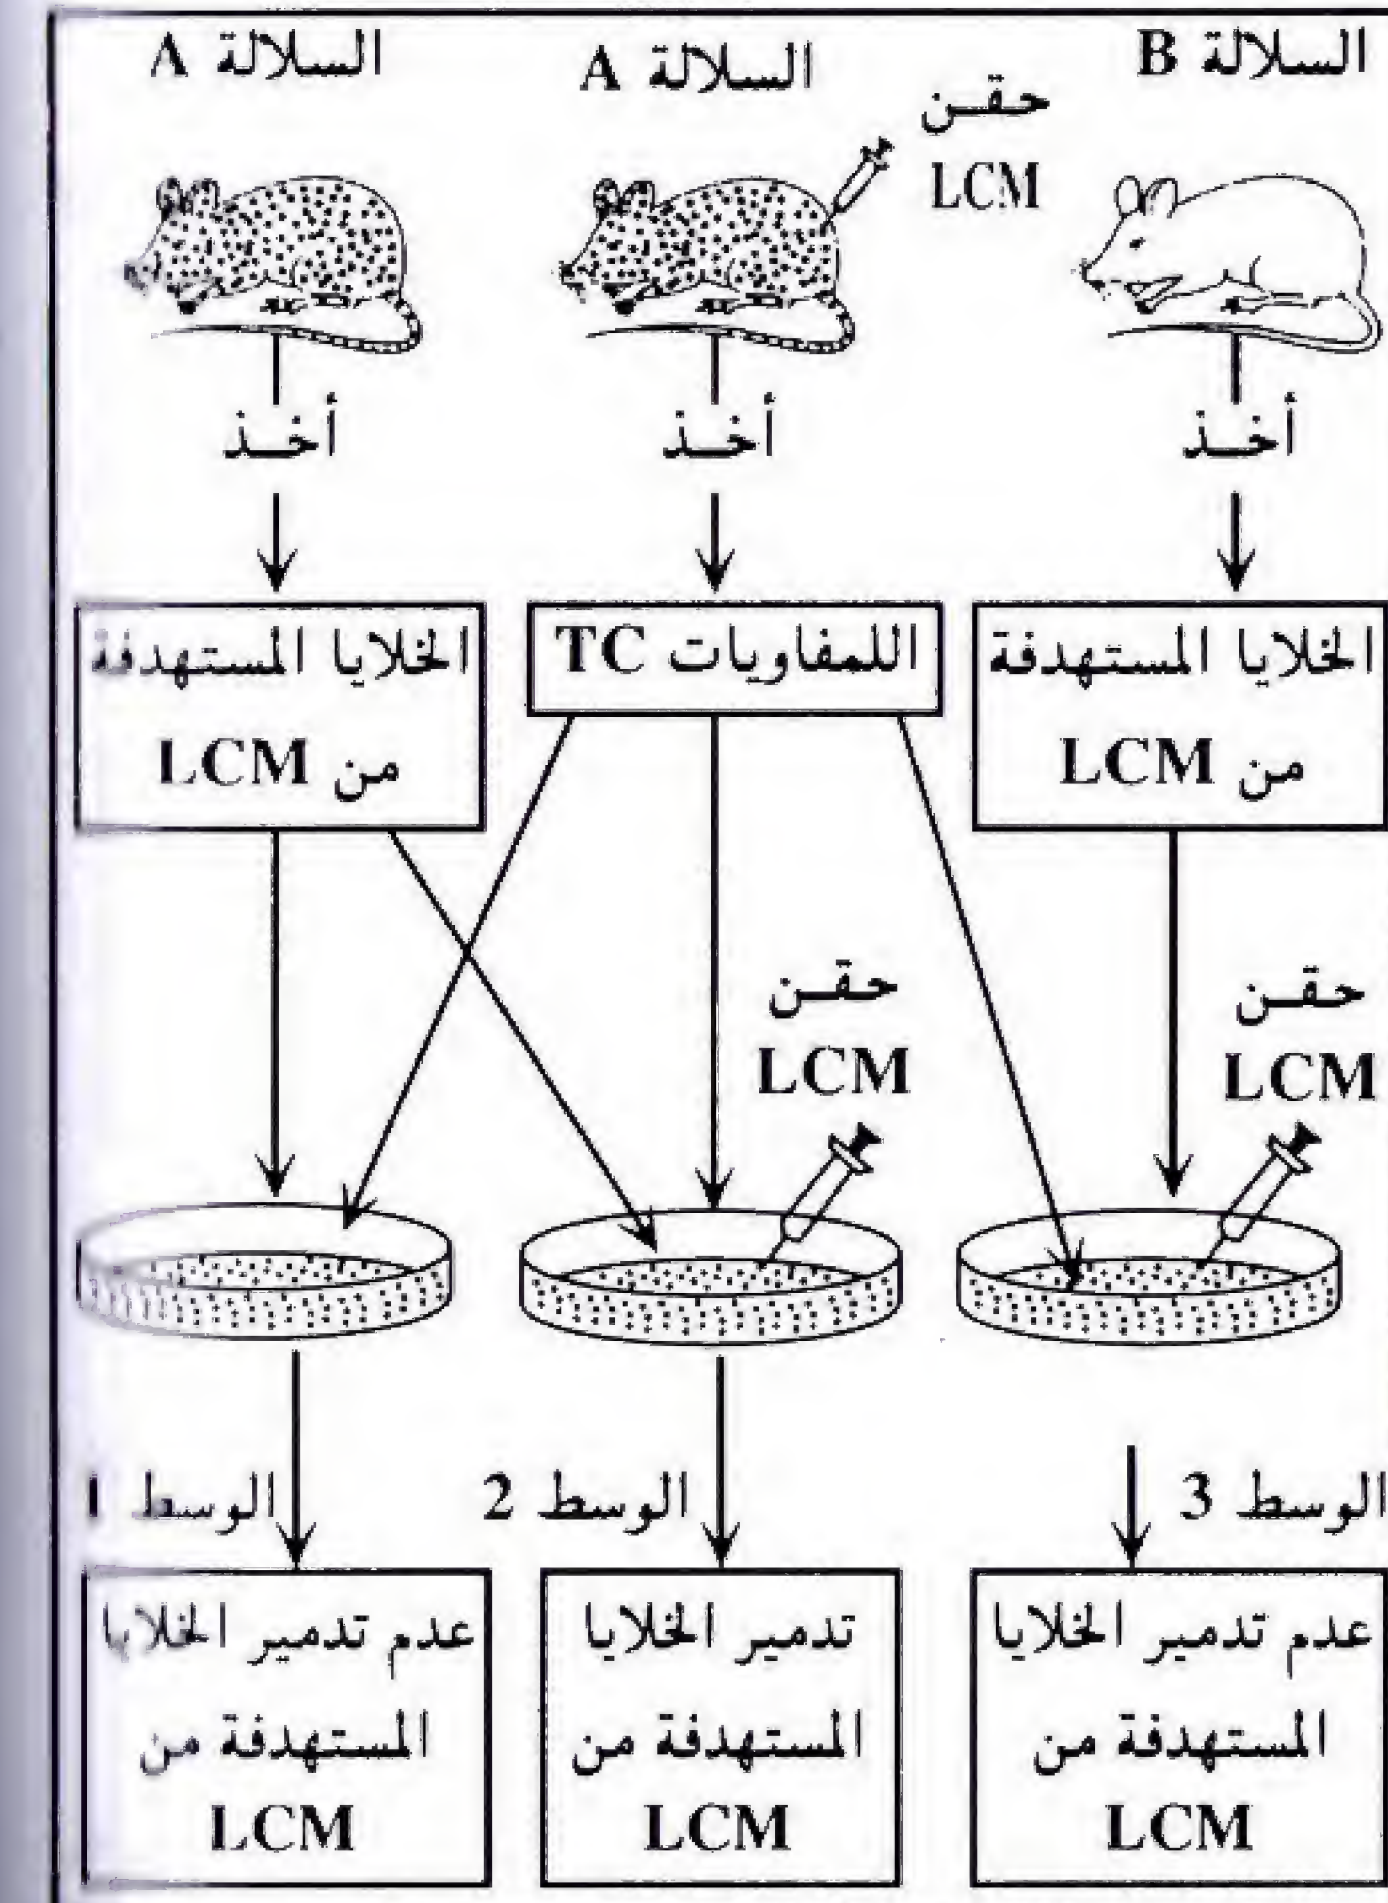 السلالة B
السلالة A
السلالة A
حقن
LCM
أخذ
أخذ
أخذ
الخلايا المستهدفة
من LCM
اللمفاويات TC
الخلايا المستهدفة
من LCM
حقن
LCM
حقن
LCM
الوسط 3
الوسط 2
الوسط 1
عدم تدمير الخلايا
المستهدفة من
LCM
تدمير الخلايا
المستهدفة من
LCM
عدم تدمير الخلايا
المستهدفة من
LCM